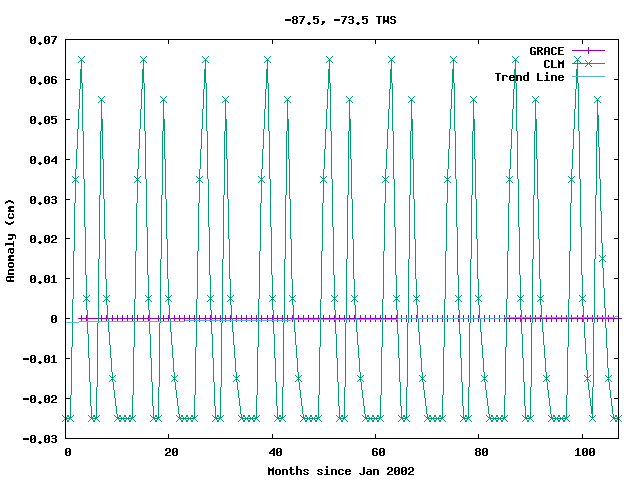 -87.5, -73.5 TWS
0.07
GRACE
CLM
0.06
Trend Line
0.05
0.04
0.03
0.02
0.01
0
-0.01
-0.02
-0.03
0 20 40 60 80 100
Anomaly (cm)
Months since Jan 2002